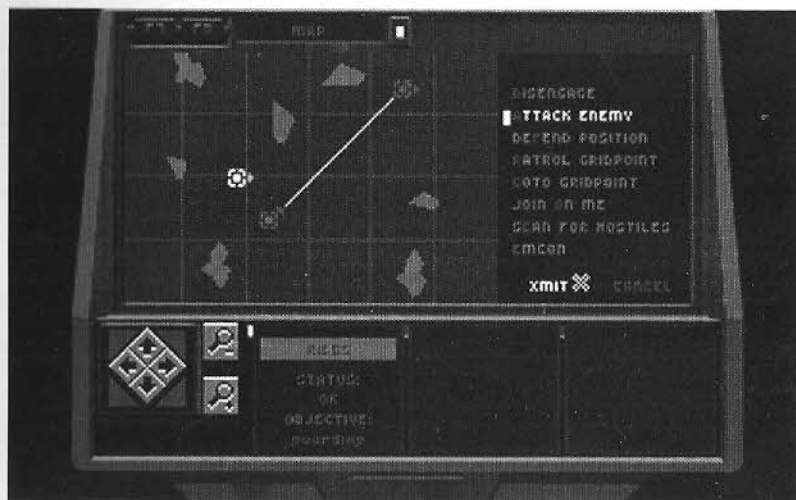 MAP
DISENGAGE
ATTACK ENEMY
DEFEND POSITION
PATROL GRIDPOINT
GOTO GRIDPOINT
JOIN ON ME
SCAN FOR HOSTILES
EMCON
XMIT CANCEL
STATUS:
OK
OBJECTIVE:
guarding